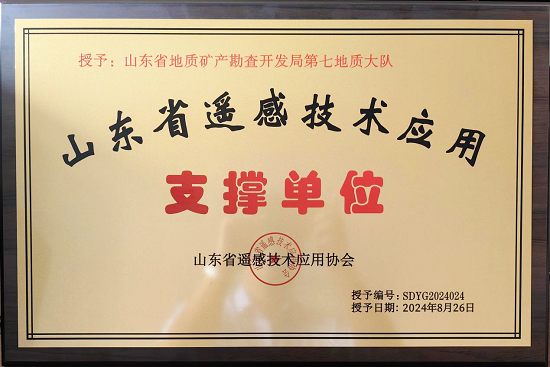 授予：山东省地质矿产勘查开发局第七地质大队
山东省遥感技术应用
支撑单位
山东省遥感技术应用协会
授予编号: SDYG2024024
授予日期: 2024年8月26日